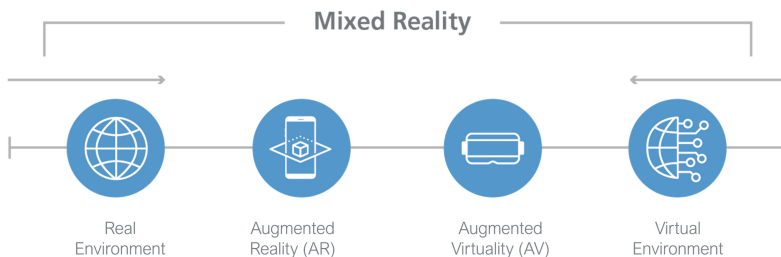 Mixed Reality
Real
Environment
Augmented
Reality (AR)
Augmented
Virtuality (AV)
Virtual
Environment